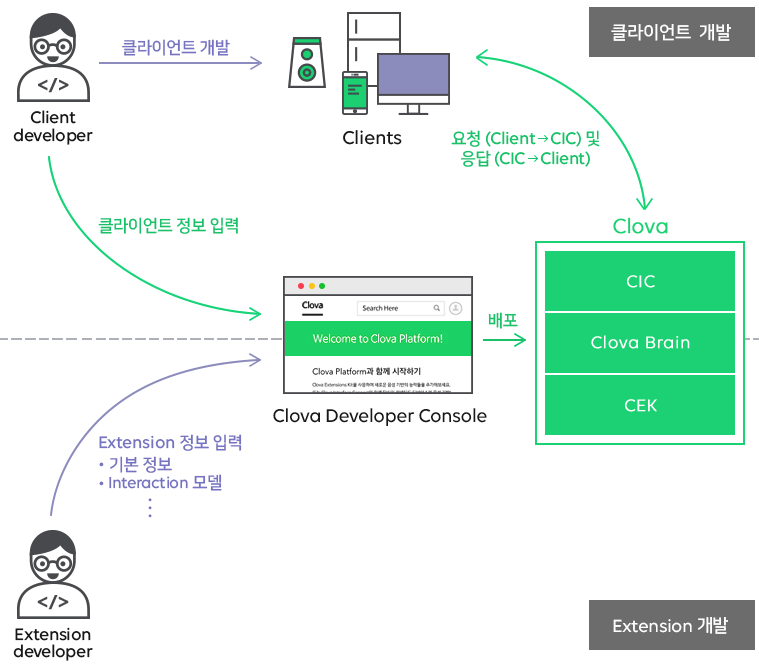 클라이언트 개발
클라이언트 개발
</>
Client
developer
Clients
요청 (Client→CIC) 및
응답 (CIC→Client)
클라이언트 정보 입력
Clova
CIC
Clova Brain
CEK
배포
Clova
Search Here
Welcome to Clova Platform!
Clova Platform과 함께 시작하기
Clova Extensions Kit을 사용하여 새로운 음성 기반의 능력들을 추가해보세요.
Clova Developer Console
Extension 정보 입력
• 기본 정보
• Interaction 모델
</>
Extension
developer
Extension 개발